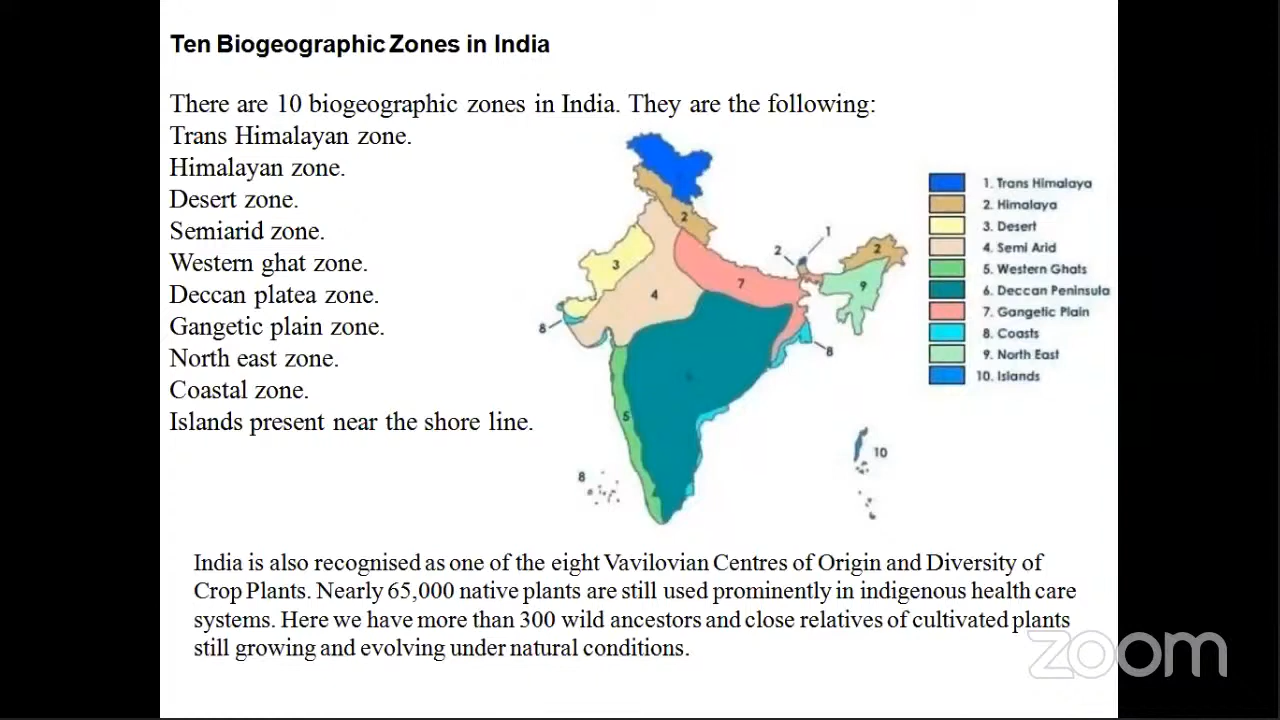 Ten Biogeographic Zones in India
There are 10 biogeographic zones in India. They are the following:
Trans Himalayan zone.
Himalayan zone.
Desert zone.
Semiarid zone.
Western ghat zone.
Deccan platea zone.
Gangetic plain zone.
North east zone.
Coastal zone.
Islands present near the shore line.
2
1
2
2
3
7
9
4
8
8
5
10
8
1. Trans Himalaya
2. Himalaya
3. Desert
4. Semi Arid
5. Western Ghats
6. Deccan Peninsula
7. Gangetic Plain
8. Coasts
9. North East
10. Islands
India is also recognised as one of the eight Vavilovian Centres of Origin and Diversity of
Crop Plants. Nearly 65,000 native plants are still used prominently in indigenous health care
systems. Here we have more than 300 wild ancestors and close relatives of cultivated plants
still growing and evolving under natural conditions.
zoom